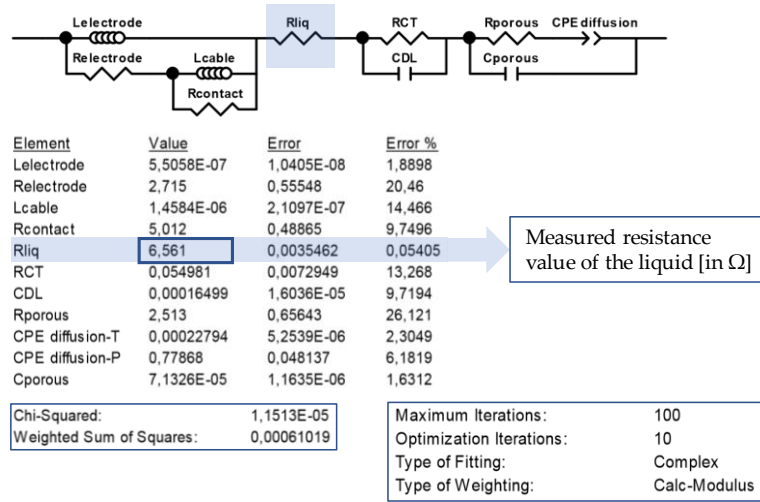 Lelectrode Rliq RCT Rporous CPE diffusion
Relectrode Lcable CDL Cporous
Rcontact
Element Value Error Error %
Lelectrode 5,5058E-07 1,0405E-08 1,8898
Relectrode 2,715 0,55548 20,46
Lcable 1,4584E-06 2,1097E-07 14,466
Rcontact 5,012 0,48865 9,7496
Rliq 6,561 0,0035462 0,05405
RCT 0,054981 0,0072949 13,268
CDL 0,00016499 1,6036E-05 9,7194
Rporous 2,513 0,65643 26,121
CPE diffusion-T 0,00022794 5,2539E-06 2,3049
CPE diffusion-P 0,77868 0,048137 6,1819
Cporous 7,1326E-05 1,1635E-06 1,6312
Measured resistance
value of the liquid [in Ω]
Chi-Squared: 1,1513E-05
Weighted Sum of Squares: 0,00061019
Maximum Iterations: 100
Optimization Iterations: 10
Type of Fitting: Complex
Type of Weighting: Calc-Modulus